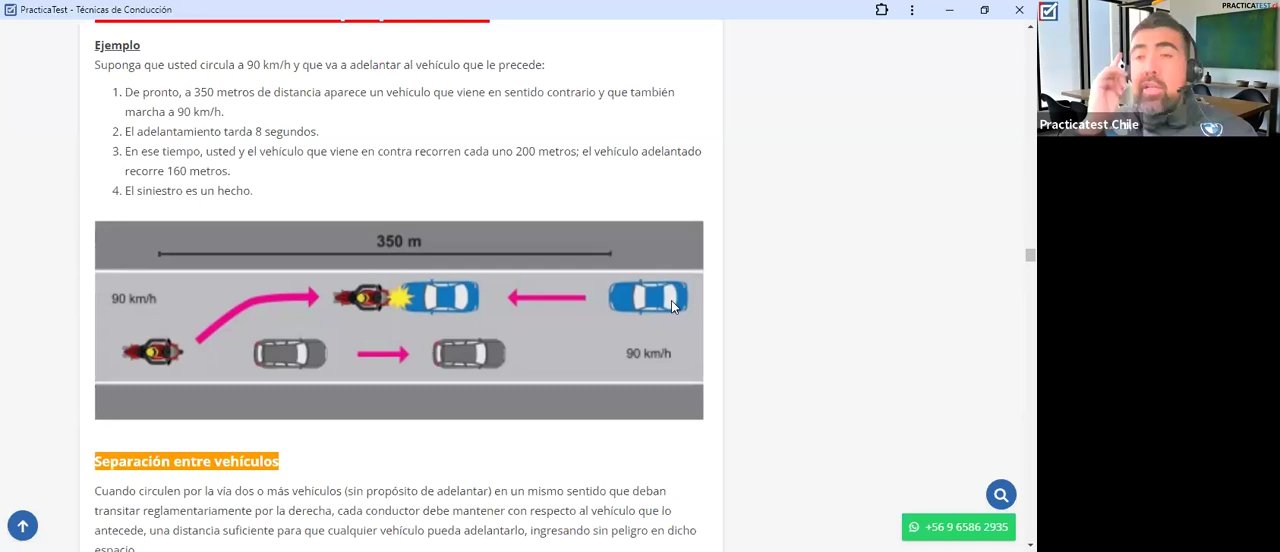 PracticaTest - Técnicas de Conducción
Ejemplo
Suponga que usted circula a 90 km/h y que va a adelantar al vehículo que le precede:
1. De pronto, a 350 metros de distancia aparece un vehículo que viene en sentido contrario y que también
marcha a 90 km/h.
2. El adelantamiento tarda 8 segundos.
3. En ese tiempo, usted y el vehículo que viene en contra recorren cada uno 200 metros; el vehículo adelantado
recorre 160 metros.
4. El siniestro es un hecho.
350 m
90 km/h
90 km/h
Separación entre vehículos
Cuando circulen por la vía dos o más vehículos (sin propósito de adelantar) en un mismo sentido que deban
transitar reglamentariamente por la derecha, cada conductor debe mantener con respecto al vehículo que lo
antecede, una distancia suficiente para que cualquier vehículo pueda adelantarlo, ingresando sin peligro en dicho
espacio.
+56 9 6586 2935
Practicatest Chile